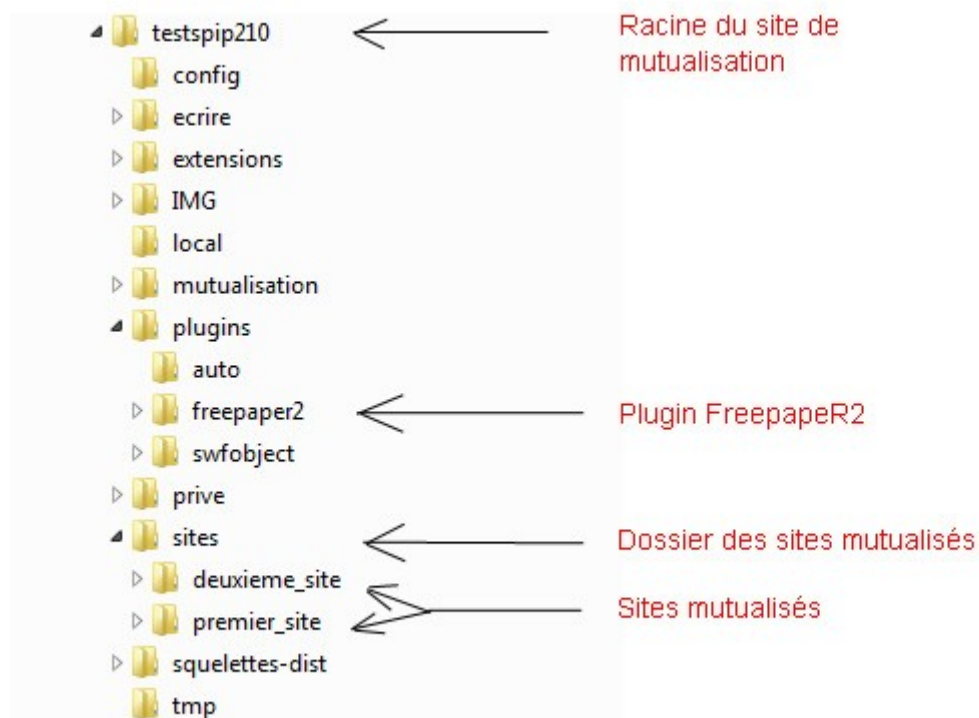 testspip210
Racine du site de
mutualisation
config
ecrire
extensions
IMG
local
mutualisation
plugins
auto
freepaper2
Plugin FreepapeR2
swfobject
prive
sites
Dossier des sites mutualisés
deuxieme_site
premier_site
Sites mutualisés
squelettes-dist
tmp